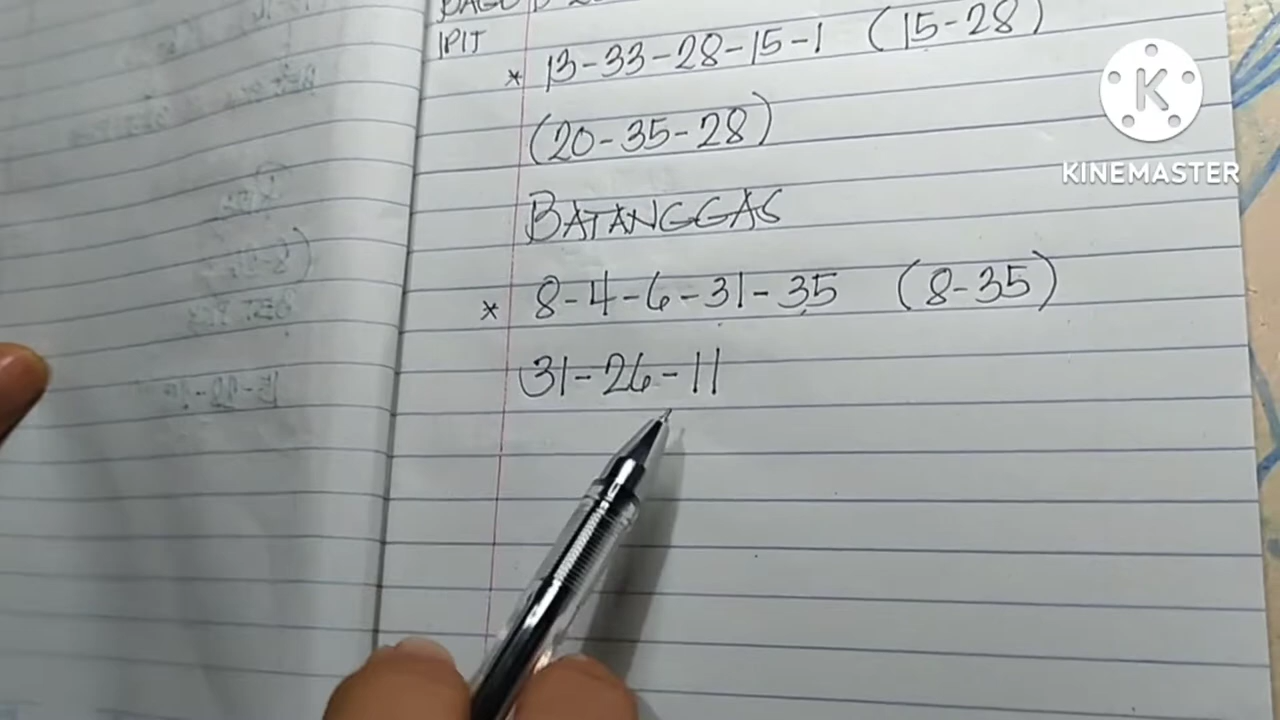 IPIT
* 13-33-28-15-1 (15-28)
(20-35-28)
BATANGGAS
* 8-4-6-31-35 (8-35)
31-26-11
K
KINEMASTER